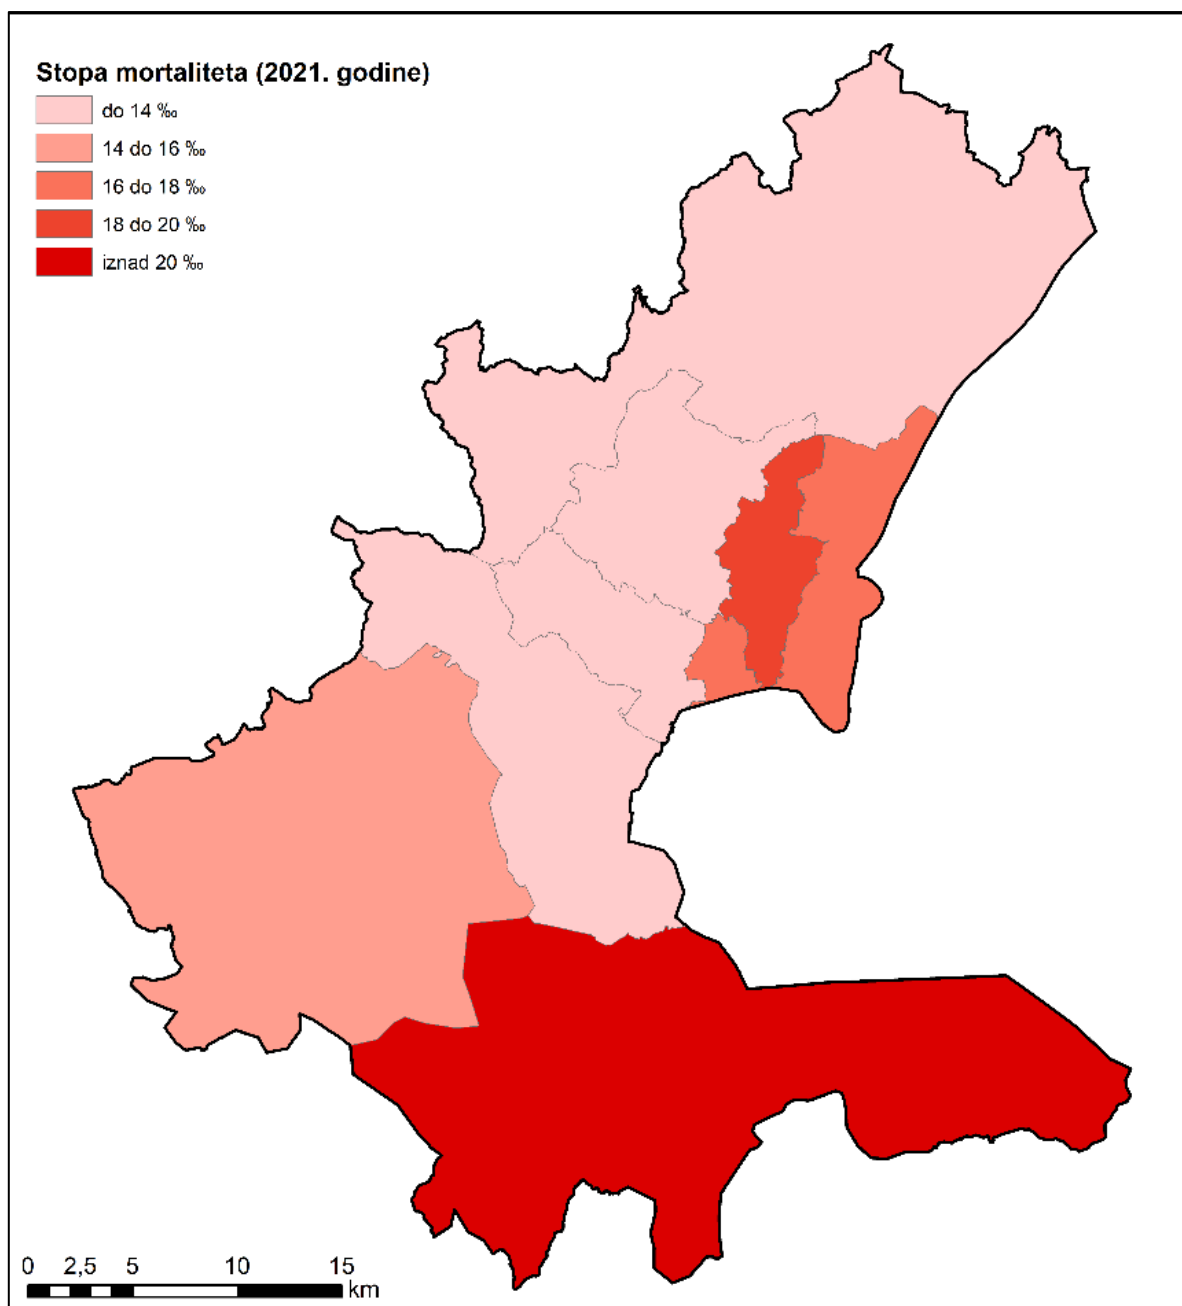 Stopa mortaliteta (2021. godine)
do 14 ‰
14 do 16 ‰
16 do 18 ‰
18 do 20 ‰
iznad 20 ‰
0 2,5 5 10 15
km